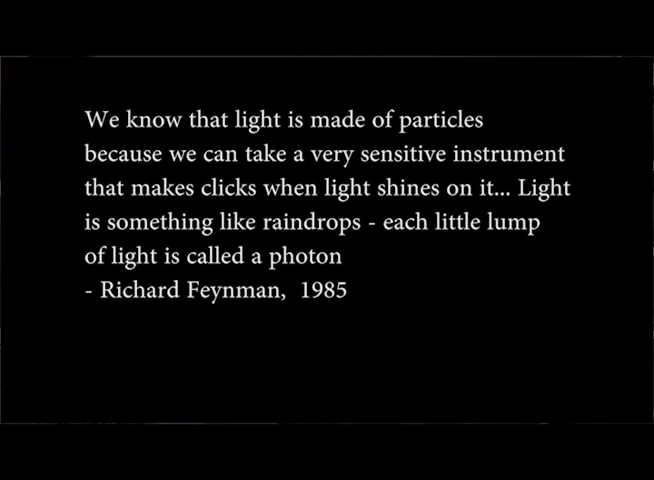 We know that light is made of particles
because we can take a very sensitive instrument
that makes clicks when light shines on it... Light
is something like raindrops - each little lump
of light is called a photon
- Richard Feynman,  1985